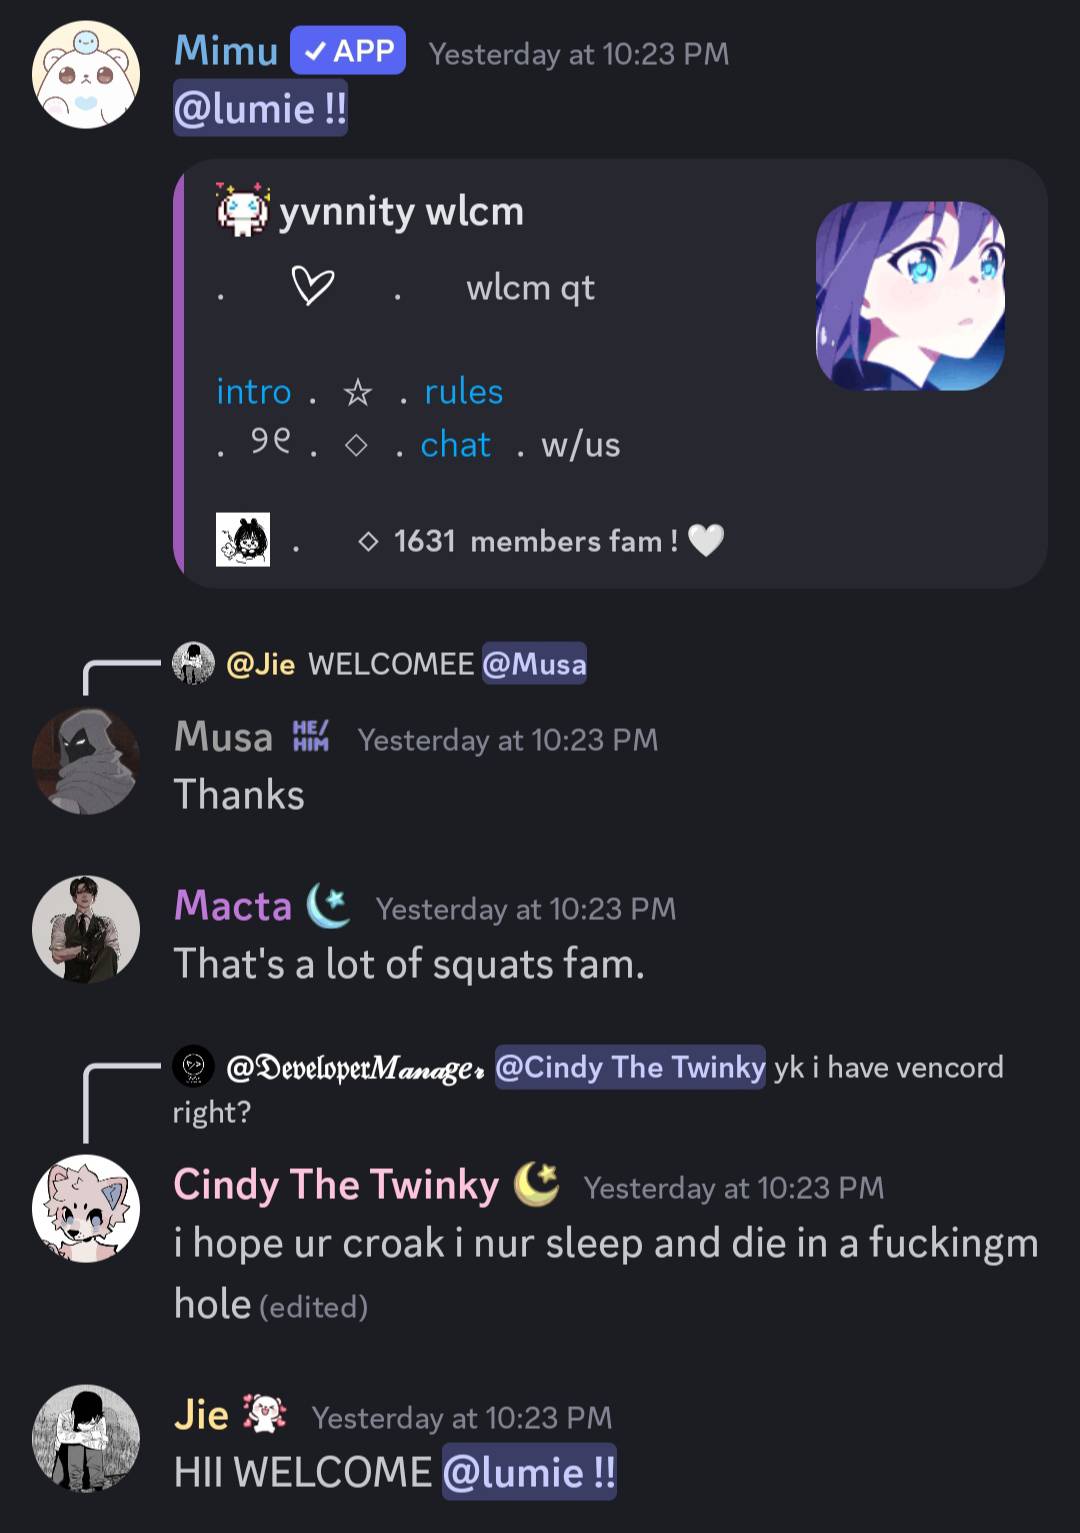 Mimu ✓ APP Yesterday at 10:23 PM
@lumie !!
yvnnity wlcm
. ♡ . wlcm qt
intro . ☆ . rules
. ୨୧ . ◇ . chat . w/us
. ◇ 1631 members fam ! 🤍
@Jie WELCOMEE @Musa
Musa HE/HIM Yesterday at 10:23 PM
Thanks
Macta Yesterday at 10:23 PM
That's a lot of squats fam.
@𝕯𝖊𝖛𝖊𝖑𝖔𝖕𝖊𝖗𝓜𝓪𝓷𝓪𝓰𝓮𝓻 @Cindy The Twinky yk i have vencord
right?
Cindy The Twinky Yesterday at 10:23 PM
i hope ur croak i nur sleep and die in a fuckingm
hole (edited)
Jie Yesterday at 10:23 PM
HII WELCOME @lumie !!